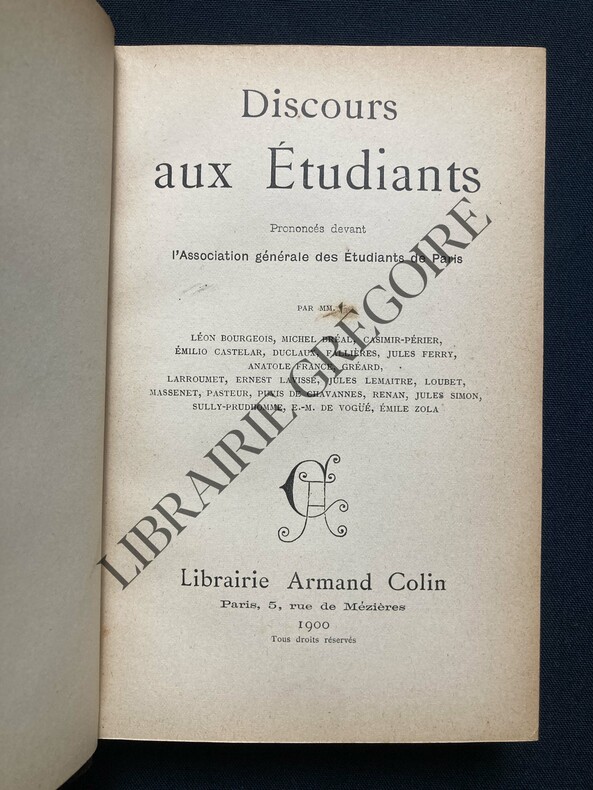 Discours
aux Étudiants
Prononcés devant
l'Association générale des Étudiants de Paris
PAR MM.
LÉON BOURGEOIS, MICHEL BRÉAL, CASIMIR-PÉRIER,
ÉMILIO CASTELAR, DUCLAUX, FALLIÈRES, JULES FERRY,
ANATOLE FRANCE, GRÉARD,
LARROUMET, ERNEST LAVISSE, JULES LEMAITRE, LOUBET,
MASSENET, PASTEUR, PUVIS DE CHAVANNES, RENAN, JULES SIMON,
SULLY-PRUDHOMME, E.-M. DE VOGÜÉ, ÉMILE ZOLA
Librairie Armand Colin
Paris, 5, rue de Mézières
1900
Tous droits réservés
LIBRAIRIE GRÉGOIRE